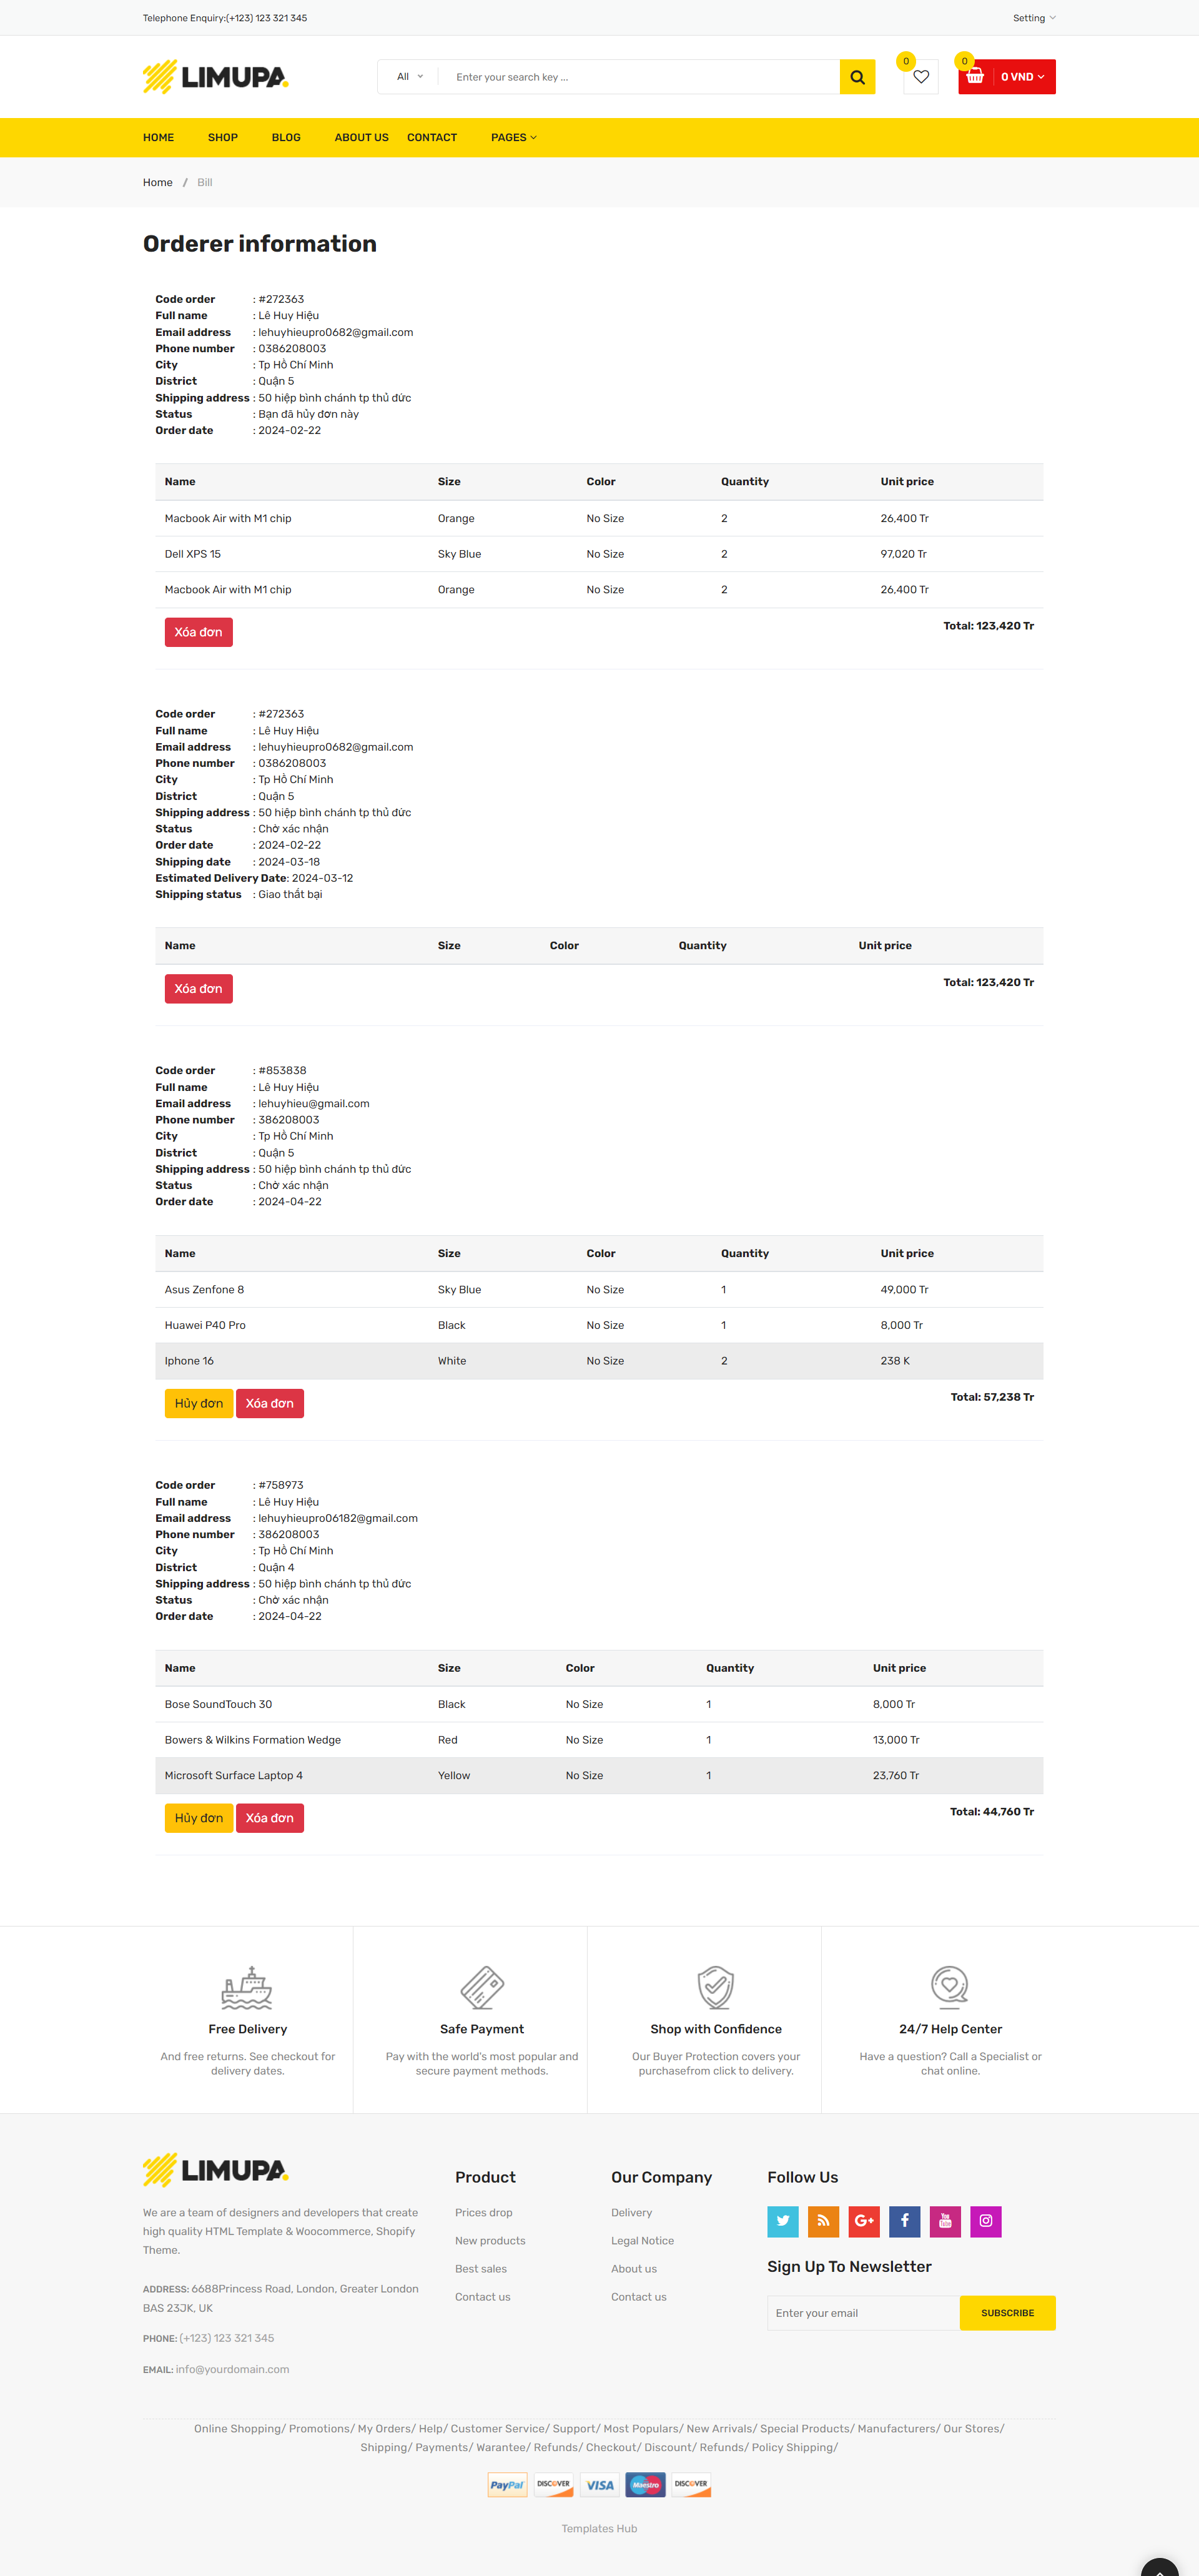 Telephone Enquiry:(+123) 123 321 345
Setting
LIMUPA.
All
Enter your search key ...
0
0
0 VND
HOME SHOP BLOG ABOUT US CONTACT PAGES
Home / Bill
Orderer information
Code order : #272363
Full name : Lê Huy Hiệu
Email address : lehuyhieupro0682@gmail.com
Phone number : 0386208003
City : Tp Hồ Chí Minh
District : Quận 5
Shipping address : 50 hiệp bình chánh tp thủ đức
Status : Bạn đã hủy đơn này
Order date : 2024-02-22
Name Size Color Quantity Unit price
Macbook Air with M1 chip Orange No Size 2 26,400 Tr
Dell XPS 15 Sky Blue No Size 2 97,020 Tr
Macbook Air with M1 chip Orange No Size 2 26,400 Tr
Xóa đơn Total: 123,420 Tr
Code order : #272363
Full name : Lê Huy Hiệu
Email address : lehuyhieupro0682@gmail.com
Phone number : 0386208003
City : Tp Hồ Chí Minh
District : Quận 5
Shipping address : 50 hiệp bình chánh tp thủ đức
Status : Chờ xác nhận
Order date : 2024-02-22
Shipping date : 2024-03-18
Estimated Delivery Date: 2024-03-12
Shipping status : Giao thất bại
Name Size Color Quantity Unit price
Xóa đơn Total: 123,420 Tr
Code order : #853838
Full name : Lê Huy Hiệu
Email address : lehuyhieu@gmail.com
Phone number : 386208003
City : Tp Hồ Chí Minh
District : Quận 5
Shipping address : 50 hiệp bình chánh tp thủ đức
Status : Chờ xác nhận
Order date : 2024-04-22
Name Size Color Quantity Unit price
Asus Zenfone 8 Sky Blue No Size 1 49,000 Tr
Huawei P40 Pro Black No Size 1 8,000 Tr
Iphone 16 White No Size 2 238 K
Hủy đơn Xóa đơn Total: 57,238 Tr
Code order : #758973
Full name : Lê Huy Hiệu
Email address : lehuyhieupro06182@gmail.com
Phone number : 386208003
City : Tp Hồ Chí Minh
District : Quận 4
Shipping address : 50 hiệp bình chánh tp thủ đức
Status : Chờ xác nhận
Order date : 2024-04-22
Name Size Color Quantity Unit price
Bose SoundTouch 30 Black No Size 1 8,000 Tr
Bowers & Wilkins Formation Wedge Red No Size 1 13,000 Tr
Microsoft Surface Laptop 4 Yellow No Size 1 23,760 Tr
Hủy đơn Xóa đơn Total: 44,760 Tr
Free Delivery
And free returns. See checkout for
delivery dates.
Safe Payment
Pay with the world's most popular and
secure payment methods.
Shop with Confidence
Our Buyer Protection covers your
purchasefrom click to delivery.
24/7 Help Center
Have a question? Call a Specialist or
chat online.
LIMUPA.
We are a team of designers and developers that create
high quality HTML Template & Woocommerce, Shopify
Theme.
ADDRESS: 6688Princess Road, London, Greater London
BAS 23JK, UK
PHONE: (+123) 123 321 345
EMAIL: info@yourdomain.com
Product
Prices drop
New products
Best sales
Contact us
Our Company
Delivery
Legal Notice
About us
Contact us
Follow Us
G+
You
Tube
Sign Up To Newsletter
Enter your email
SUBSCRIBE
Online Shopping/ Promotions/ My Orders/ Help/ Customer Service/ Support/ Most Populars/ New Arrivals/ Special Products/ Manufacturers/ Our Stores/
Shipping/ Payments/ Warantee/ Refunds/ Checkout/ Discount/ Refunds/ Policy Shipping/
PayPal DISCOVER VISA Maestro DISCOVER
Templates Hub